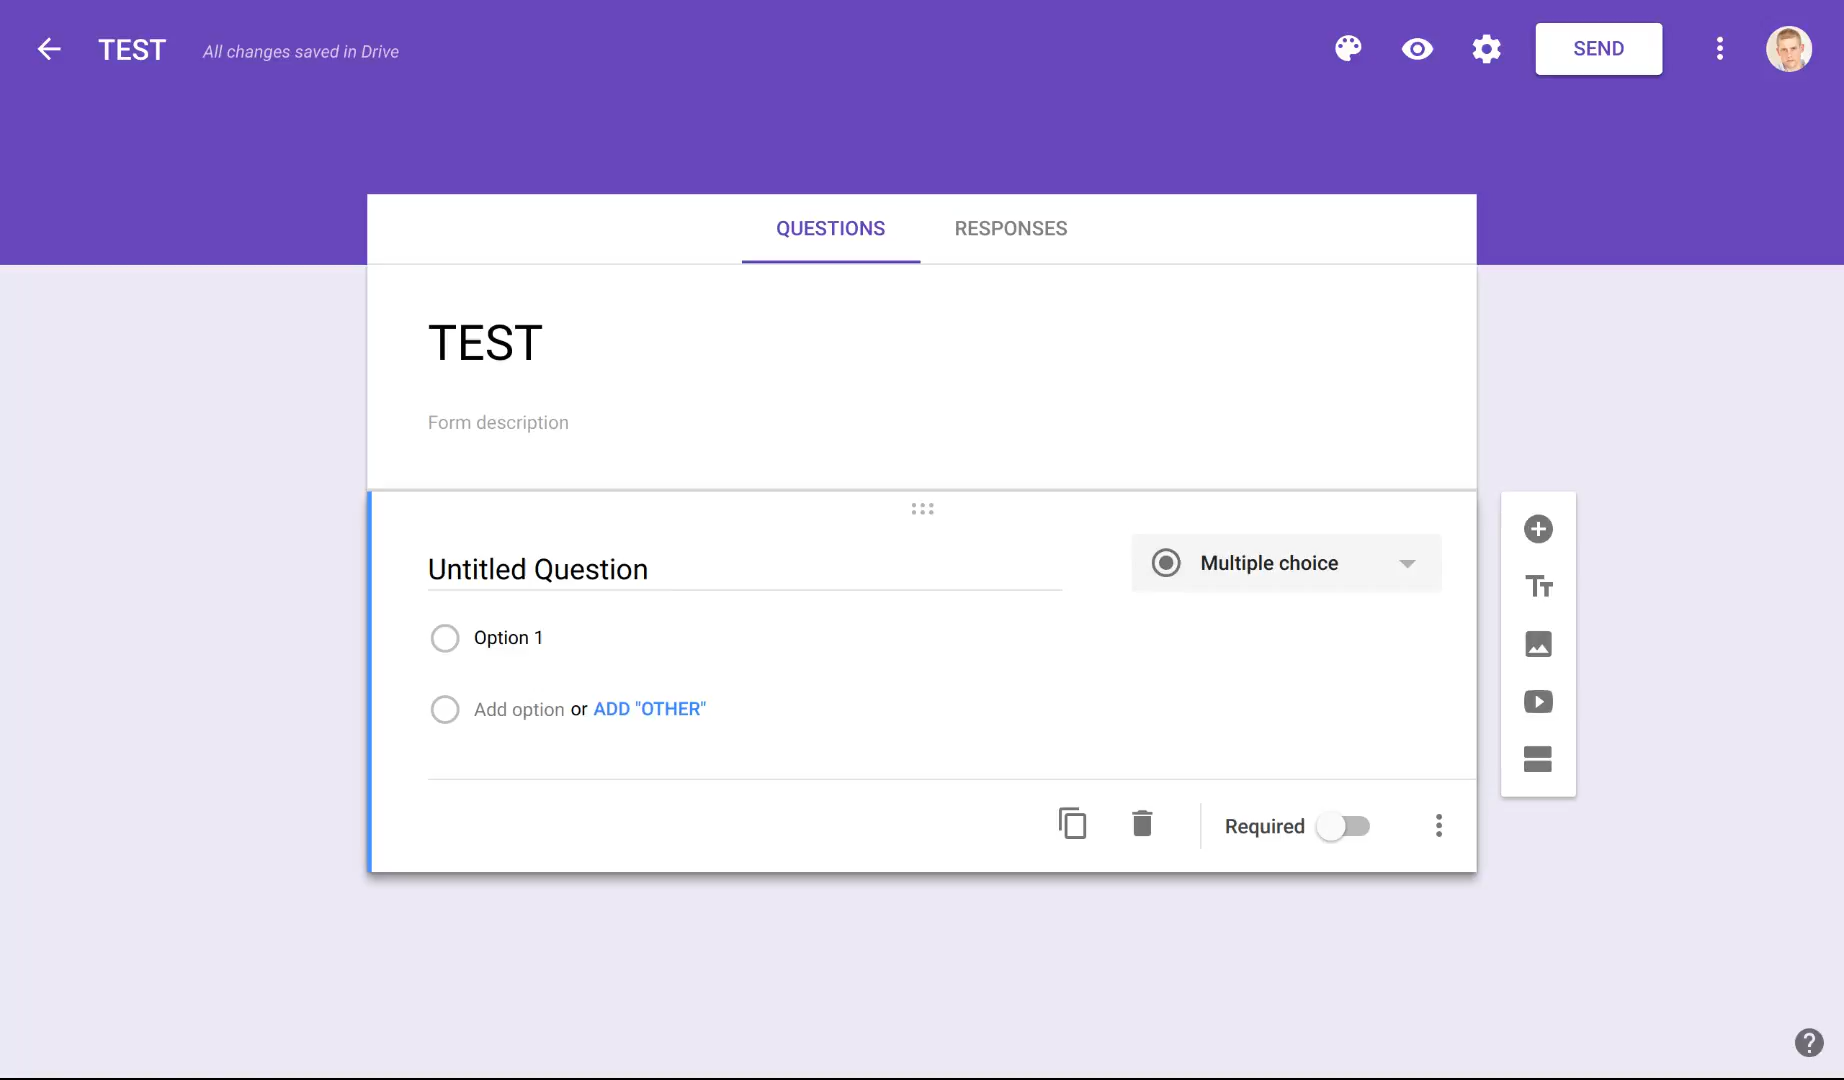 TEST All changes saved in Drive SEND
QUESTIONS RESPONSES
TEST
Form description
Untitled Question Multiple choice
Option 1
Add option or ADD "OTHER"
Required